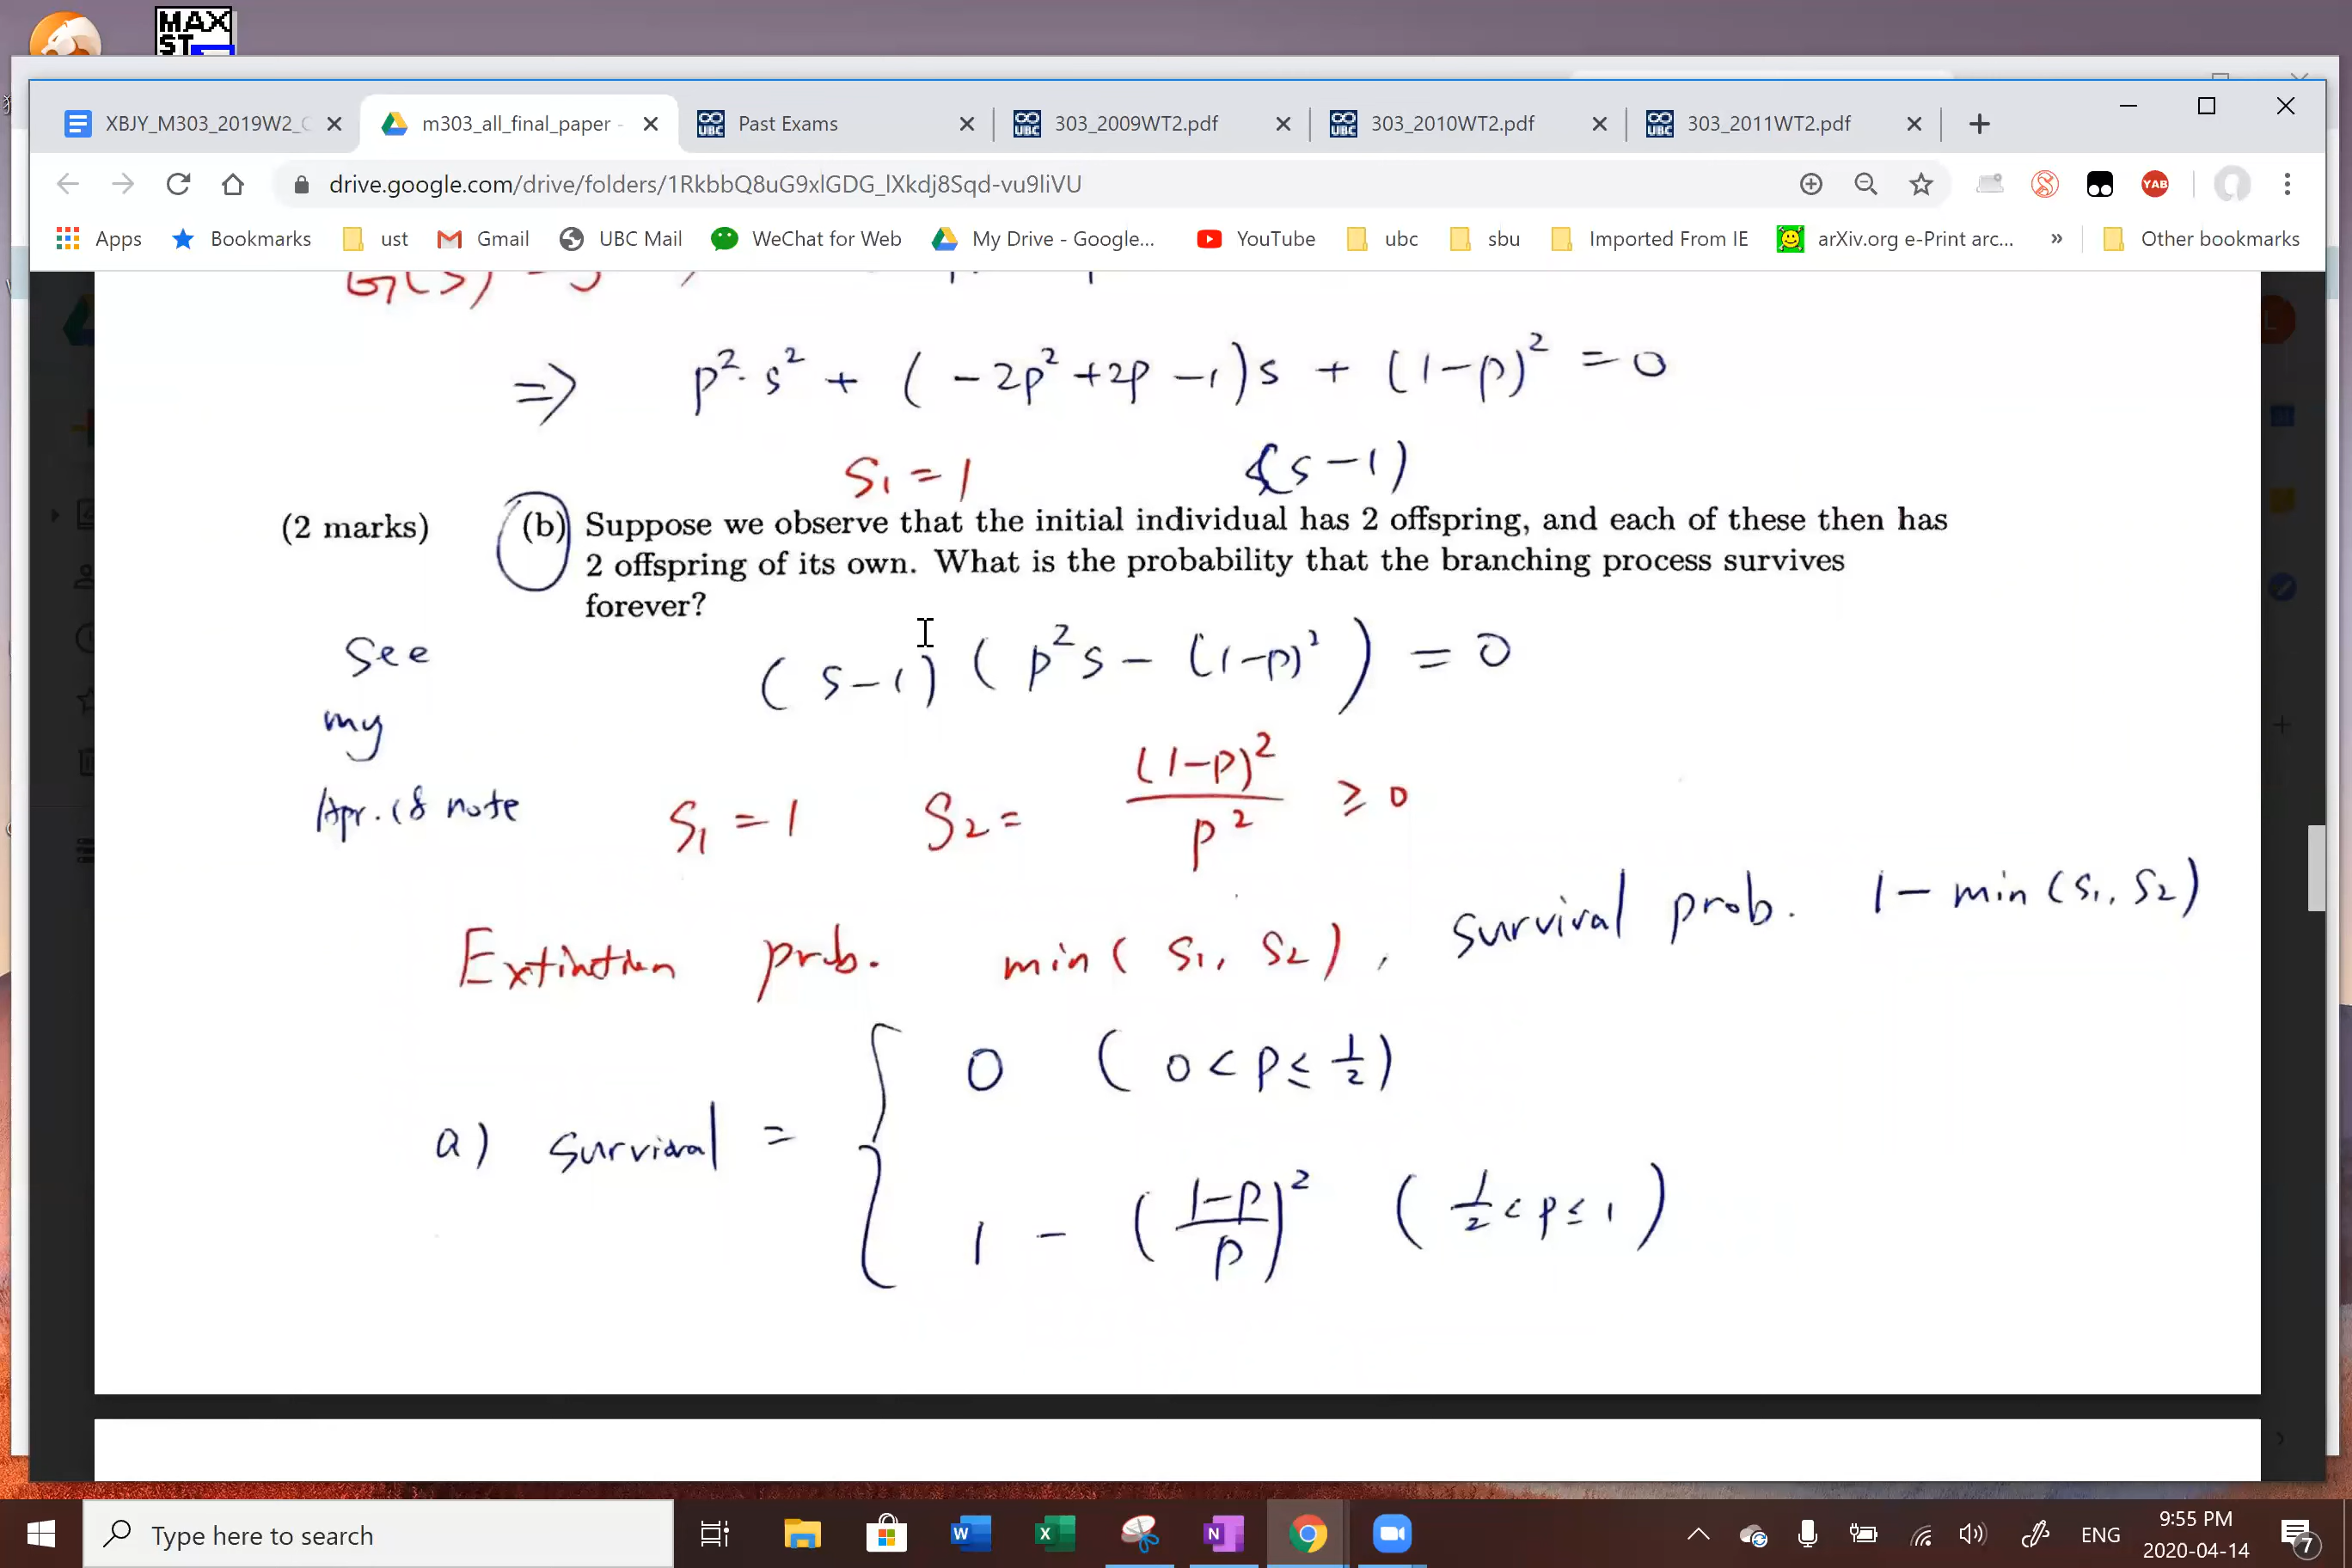 MAX
ST
XBJY_M303_2019W2_
m303_all_final_paper -
Past Exams
303_2009WT2.pdf
303_2010WT2.pdf
303_2011WT2.pdf
drive.google.com/drive/folders/1RkbbQ8uG9xlGDG_lXkdj8Sqd-vu9liVU
YAB
Apps
Bookmarks
ust
Gmail
UBC Mail
WeChat for Web
My Drive - Google...
YouTube
ubc
sbu
Imported From IE
arXiv.org e-Print arc...
»
Other bookmarks
G(s) = s,
=> p²· s² + (-2p² +2p -1)s + (1-p)² = 0
S₁ = 1 (s-1)
(2 marks) (b) Suppose we observe that the initial individual has 2 offspring, and each of these then has
2 offspring of its own. What is the probability that the branching process survives
forever?
See (s-1) (p²s - (1-p)²) = 0
my
Apr. 18 note S₁ = 1 S₂ = (1-p)²/p² ≥ 0
Extinction prob. min(S₁, S₂), survival prob. 1 - min(S₁, S₂)
a) survival = { 0 (0 < p ≤ 1/2)
1 - ((1-p)/p)² (1/2 < p ≤ 1)
Type here to search
ENG
9:55 PM
2020-04-14
7